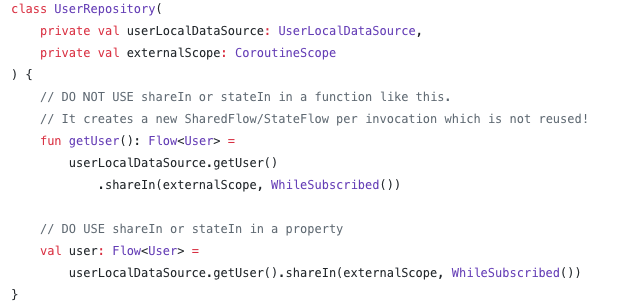 class UserRepository(
    private val userLocalDataSource: UserLocalDataSource,
    private val externalScope: CoroutineScope
) {
    // DO NOT USE shareIn or stateIn in a function like this.
    // It creates a new SharedFlow/StateFlow per invocation which is not reused!
    fun getUser(): Flow<User> =
        userLocalDataSource.getUser()
            .shareIn(externalScope, WhileSubscribed())

    // DO USE shareIn or stateIn in a property
    val user: Flow<User> =
        userLocalDataSource.getUser().shareIn(externalScope, WhileSubscribed())
}